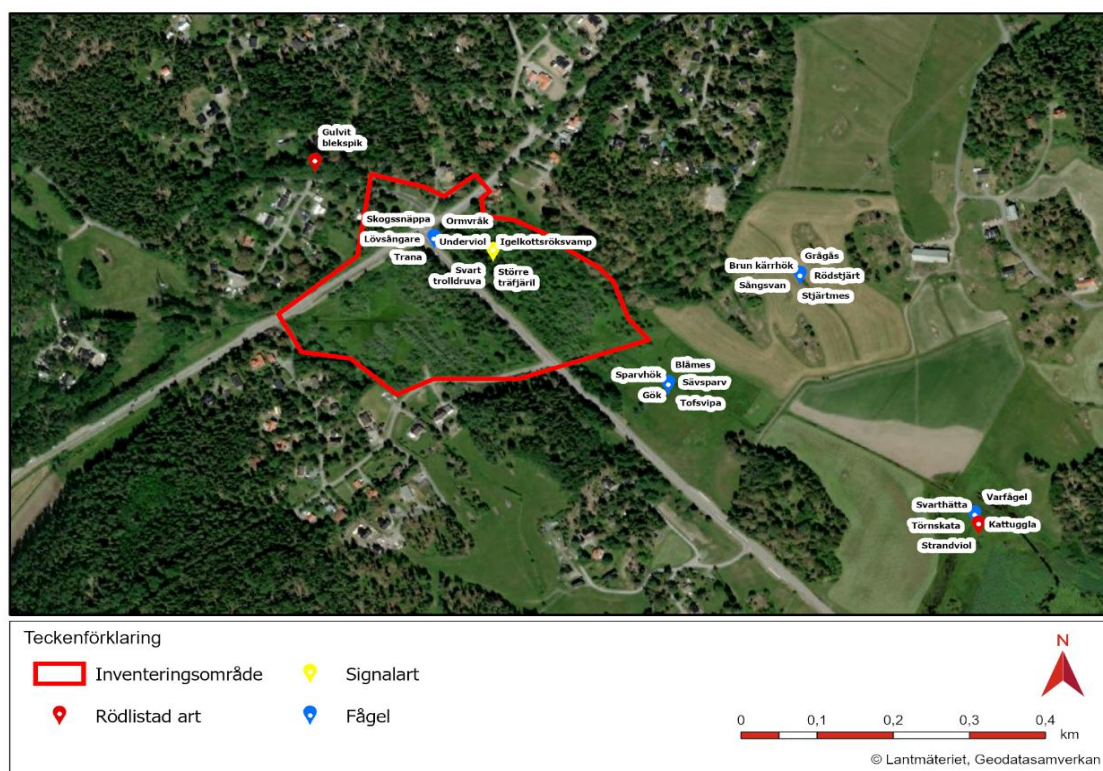 Gulvit
blekspik
Skogssnäppa
Ormvråk
Lövsångare
Underviol
Igelkottsröksvamp
Trana
Svart
trolldruva
Större
träfjäril
Grågås
Brun kärrhök
Rödstjärt
Sångsvan
Stjärtmes
Blåmes
Sparvhök
Sävsparv
Gök
Tofsvipa
Varfågel
Svarthätta
Törnskata
Kattuggla
Strandviol
Teckenförklaring
Inventeringsområde
Signalart
Rödlistad art
Fågel
N
0 0,1 0,2 0,3 0,4
km
© Lantmäteriet, Geodatasamverkan